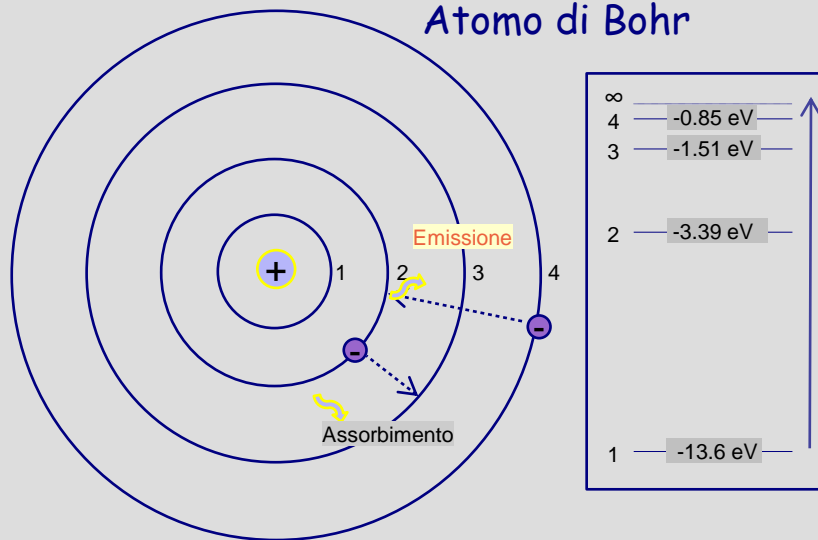 Atomo di Bohr
∞
4 -0.85 eV
3 -1.51 eV
2 -3.39 eV
1 -13.6 eV
Emissione
+ 1 2 3 4
-
-
Assorbimento